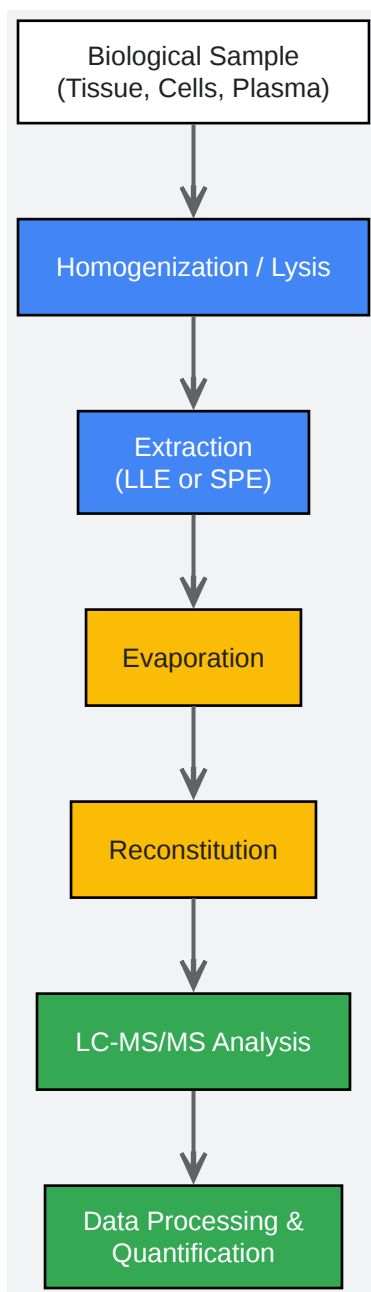 Biological Sample
(Tissue, Cells, Plasma)
Homogenization / Lysis
Extraction
(LLE or SPE)
Evaporation
Reconstitution
LC-MS/MS Analysis
Data Processing &
Quantification